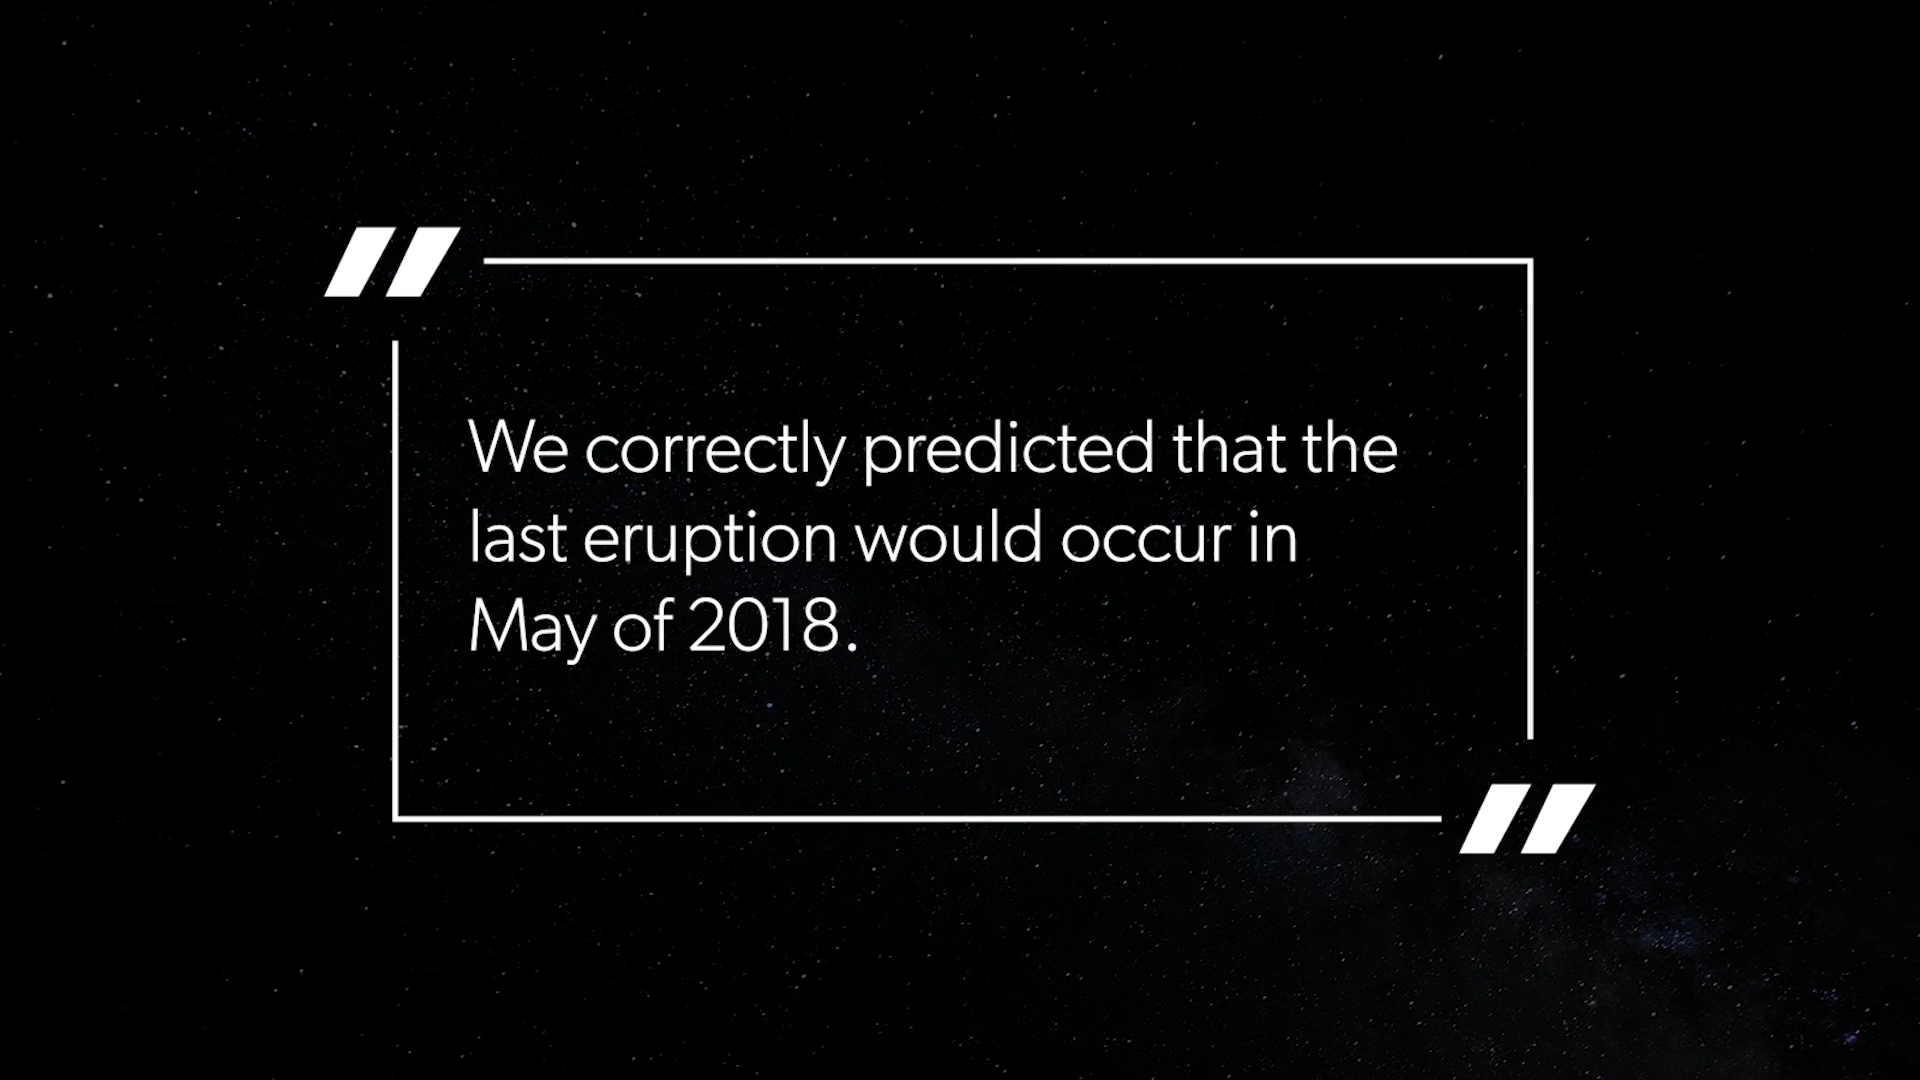 We correctly predicted that the
last eruption would occur in
May of 2018.